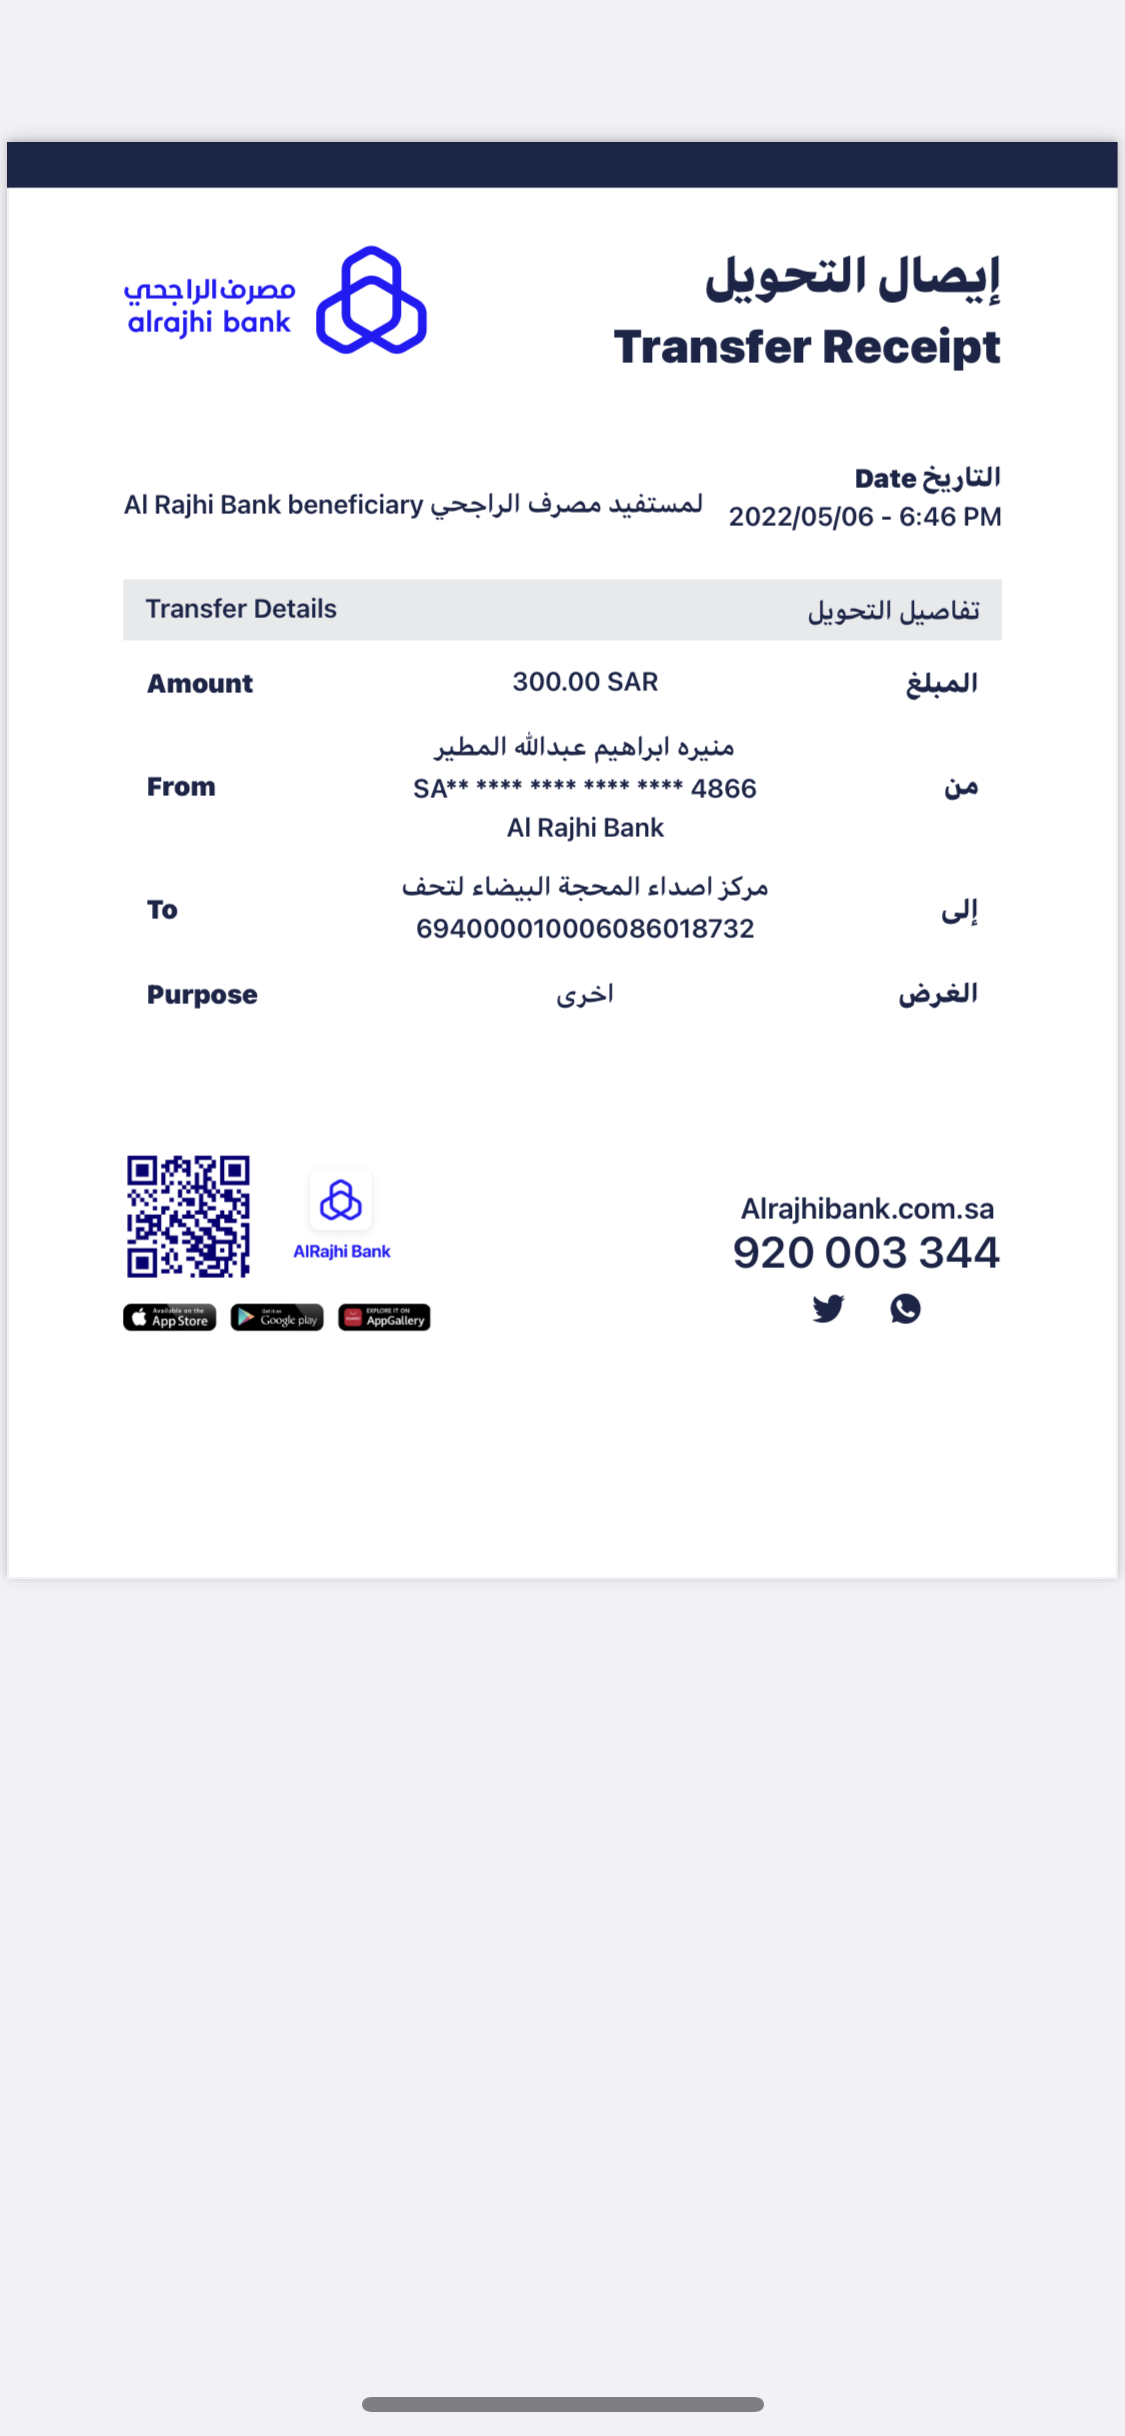 إيصال التحويل
Transfer Receipt
مصرف الراجحي
alrajhi bank
التاريخ Date
2022/05/06 - 6:46 PM
لمستفيد مصرف الراجحي Al Rajhi Bank beneficiary
Transfer Details تفاصيل التحويل
Amount 300.00 SAR المبلغ
منيره ابراهيم عبدالله المطير
From SA** **** **** **** **** 4866 من
Al Rajhi Bank
مركز اصداء المحجة البيضاء لتحف
To 694000010006086018732 إلى
Purpose اخرى الغرض
AlRajhi Bank
Available on the
App Store
Get it on
Google play
EXPLORE IT ON
AppGallery
Alrajhibank.com.sa
920 003 344